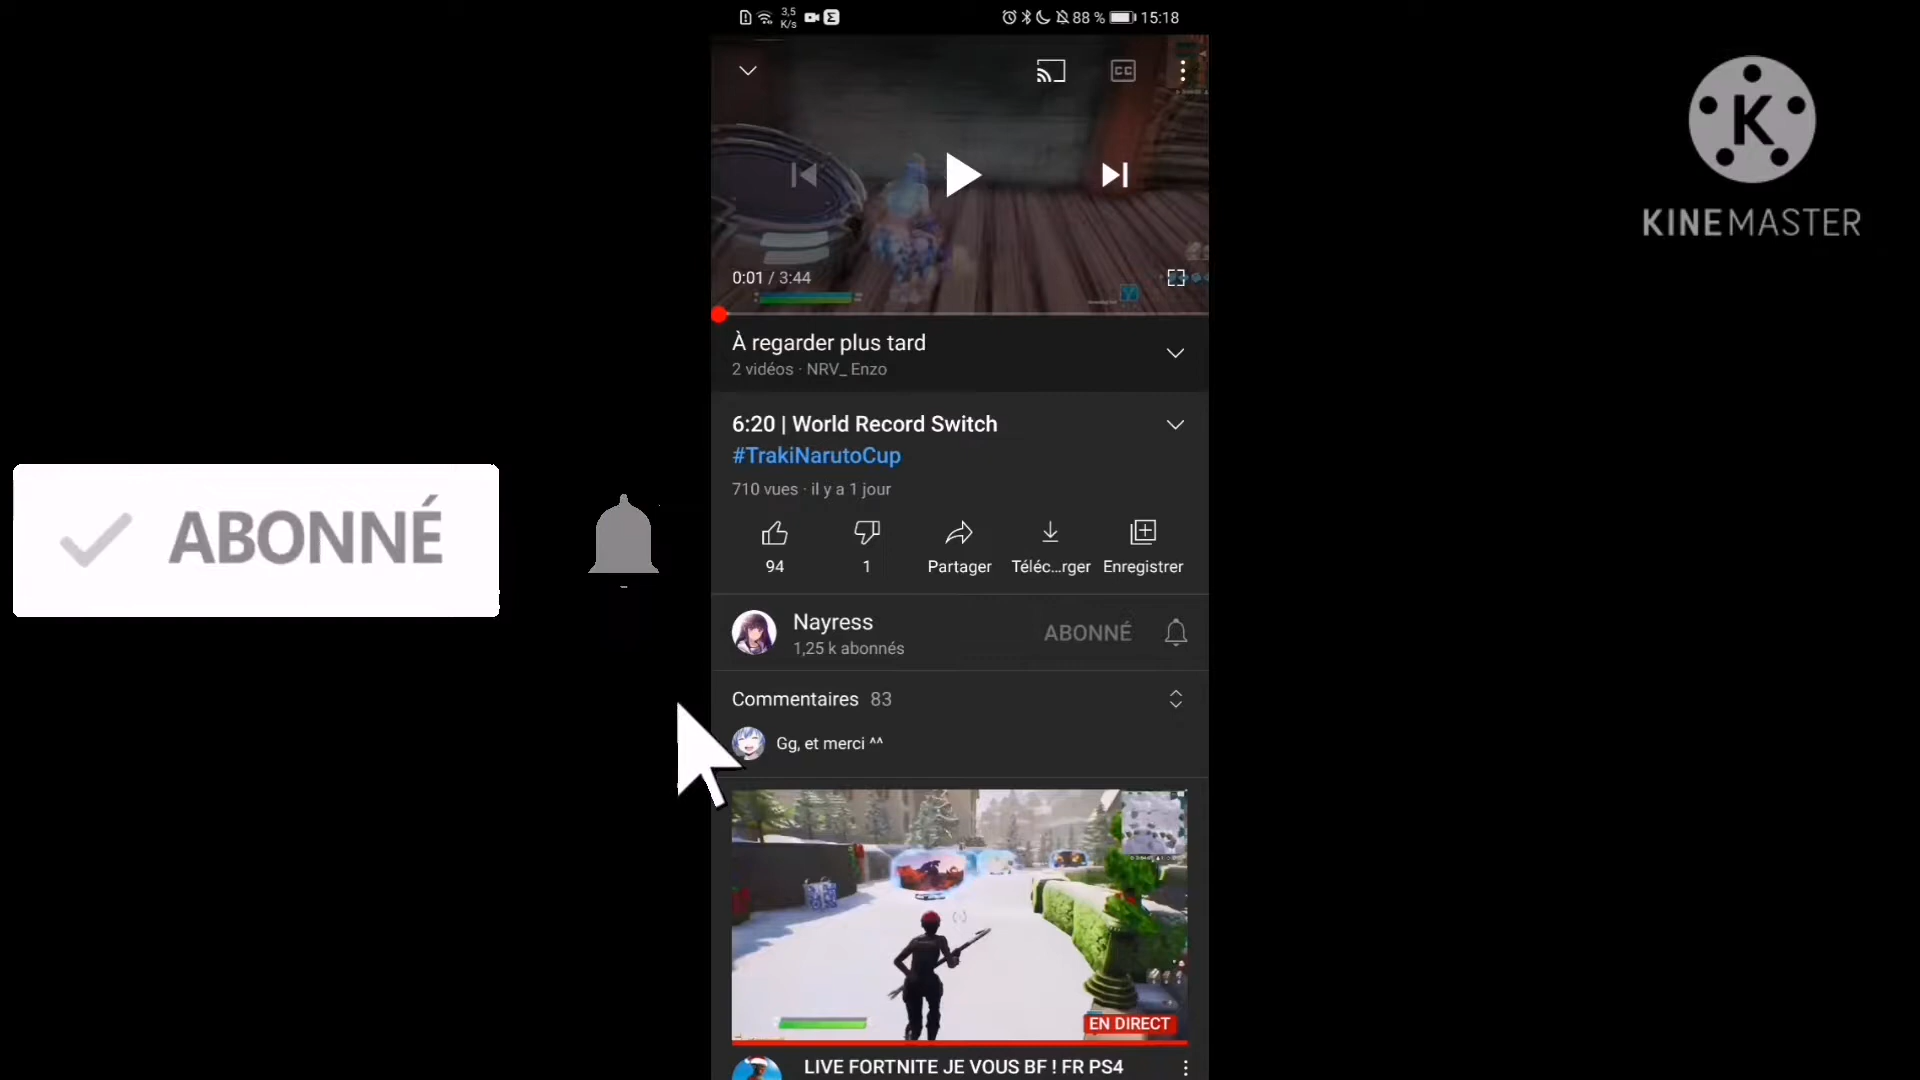 3,5
K/s
88 %
15:18
K
KINEMASTER
CC
0:01 / 3:44
À regarder plus tard
2 vidéos · NRV_ Enzo
6:20 | World Record Switch
#TrakiNarutoCup
710 vues · il y a 1 jour
94
1
Partager
Téléc...rger
Enregistrer
ABONNÉ
Nayress
1,25 k abonnés
ABONNÉ
Commentaires 83
Gg, et merci ^^
EN DIRECT
LIVE FORTNITE JE VOUS BF ! FR PS4